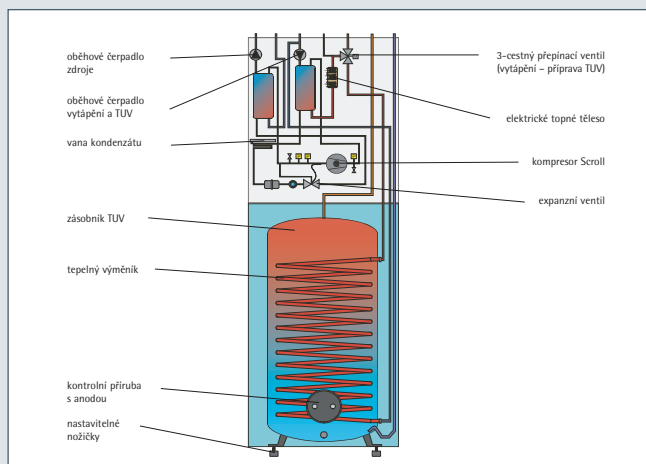 oběhové čerpadlo
zdroje
oběhové čerpadlo
vytápění a TUV
vana kondenzátu
zásobník TUV
tepelný výměník
kontrolní příruba
s anodou
nastavitelné
nožičky
3-cestný přepínací ventil
(vytápění – příprava TUV)
elektrické topné těleso
kompresor Scroll
expanzní ventil